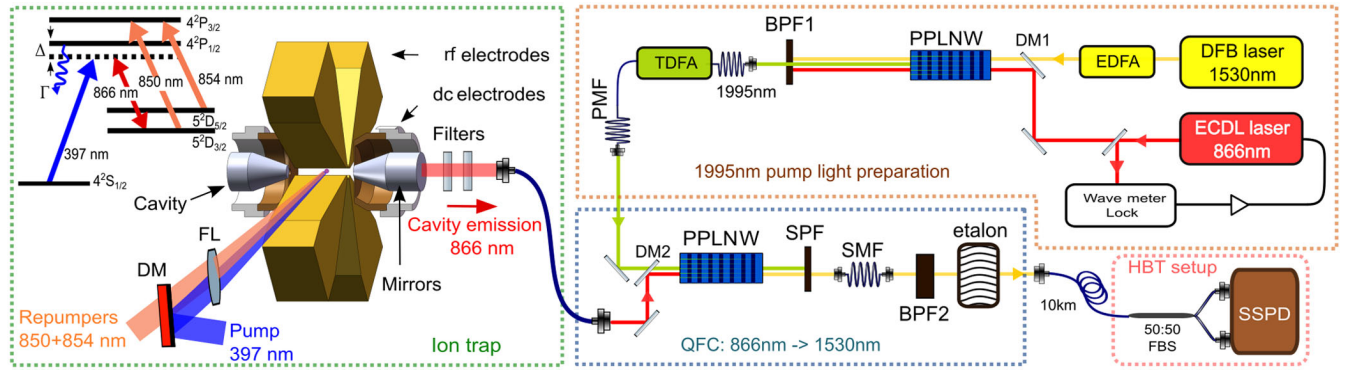 4²P3/2
4²P1/2
Δ
Γ
866 nm
850 nm
854 nm
5²D5/2
5²D3/2
397 nm
4²S1/2
rf electrodes
dc electrodes
Filters
Cavity
Cavity emission
866 nm
Mirrors
FL
DM
Repumpers
850+854 nm
Pump
397 nm
Ion trap
TDFA
1995nm
BPF1
PPLNW
DM1
EDFA
DFB laser
1530nm
PMF
ECDL laser
866nm
Wave meter
Lock
1995nm pump light preparation
DM2
PPLNW
SPF
SMF
BPF2
etalon
QFC: 866nm -> 1530nm
10km
HBT setup
50:50
FBS
SSPD